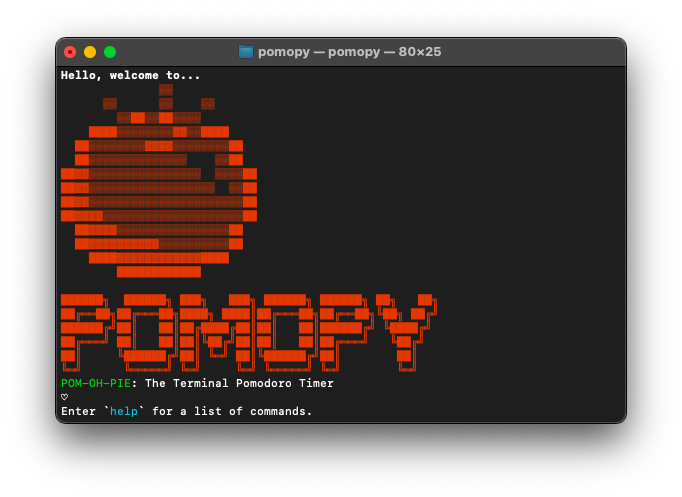 pomopy — pomopy — 80×25
Hello, welcome to...
POMOPY
POM-OH-PIE: The Terminal Pomodoro Timer
♡
Enter `help` for a list of commands.